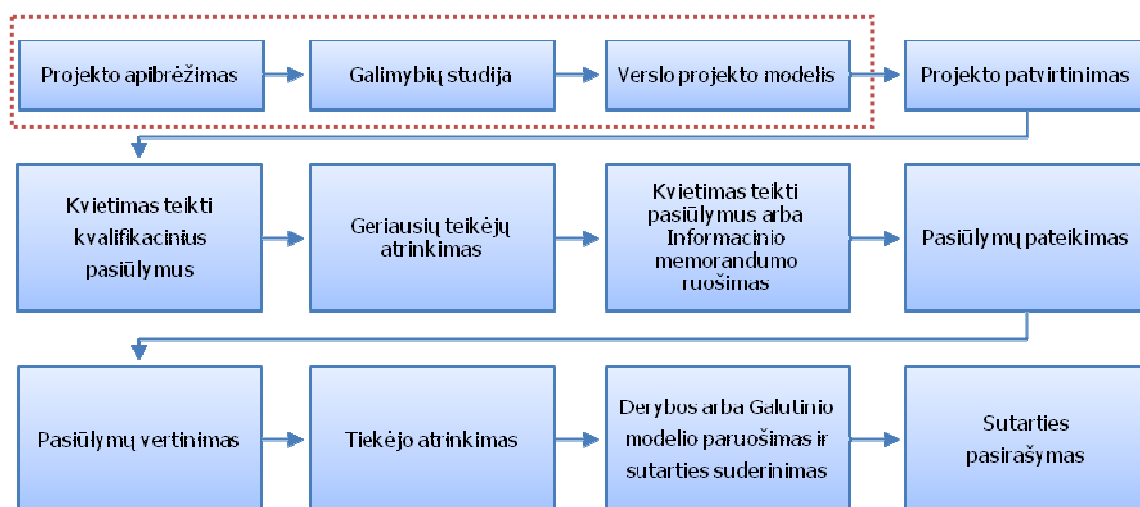 Projekto apibrėžimas
Galimybių studija
Verslo projekto modelis
Projekto patvirtinimas
Kvietimas teikti
kvalifikacinius
pasiūlymus
Geriausių teikėjų
atrinkimas
Kvietimas teikti
pasiūlymus arba
Informacinio
memorandumo
ruošimas
Pasiūlymų pateikimas
Pasiūlymų vertinimas
Tiekėjo atrinkimas
Derybos arba Galutinio
modelio paruošimas ir
sutarties suderinimas
Sutarties
pasirašymas